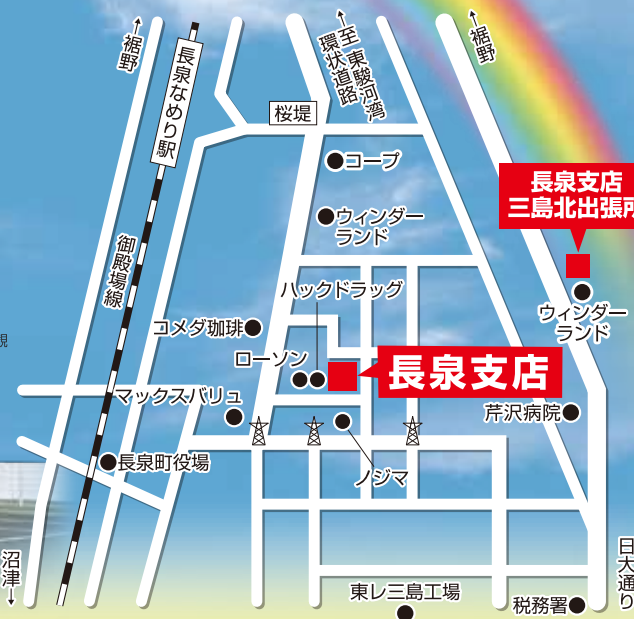 ↑裾野
長泉なめり駅
↑至 東駿河湾
環状道路
↑裾野
桜堤
コープ
長泉支店
三島北出張所
ウィンダー
ランド
御殿場線
ハックドラッグ
ウィンダー
ランド
コメダ珈琲
ローソン
長泉支店
マックスバリュ
芹沢病院
長泉町役場
ノジマ
沼津↓
日大通り
東レ三島工場
税務署